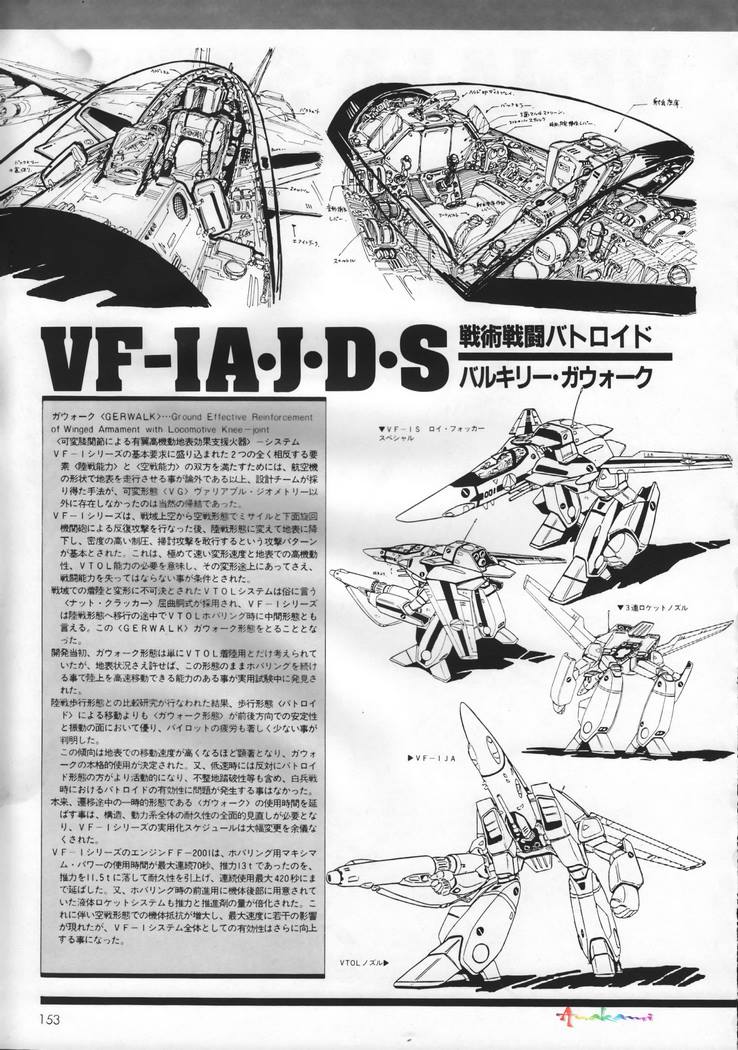 バックミラー
VF-1A・J・D・S
戦術戦闘バトロイド
バルキリー・ガウォーク
ガウォーク〈GERWALK〉…Ground Effective Reinforcement
of Winged Armament with Locomotive Knee-joint
〈可変膝関節による有翼高機動地表効果支援火器〉-システム
VF-1シリーズの基本要求に盛り込まれた2つの全く相反する要
素〈陸戦能力〉と〈空戦能力〉の双方を満たすためには、航空機
の形状で地表を走行させる事が論外である以上、設計チームが採
り得た手法が、可変形態〈VG〉ヴァリアブル・ジオメトリー以
外に存在しなかったのは当然の帰結であった。
VF-1シリーズは、戦域上空から空戦形態でミサイルと下面旋回
機関砲による反復攻撃を行なった後、陸戦形態に変えて地表に降
下し、密度の高い制圧、掃討攻撃を敢行するという攻撃パターン
が基本とされた。これは、極めて速い変形速度と地表での高機動
性、VTOL能力の必要を意味し、その変形途上にあってさえ、
戦闘能力を失ってはならない事が条件とされた。
戦域での着陸と変形に不可決とされたVTOLシステムは俗に言う
〈ナット・クラッカー〉屈曲胴式が採用され、VF-1シリーズ
は陸戦形態へ移行の途中でVTOLホバリング時に中間形態とも
言える。この〈GERWALK〉ガウォーク形態をとることとな
った。
開発当初、ガウォーク形態は単にVTOL着陸用とだけ考えられて
いたが、地表状況さえ許せば、この形態のままホバリングを続け
る事で陸上を高速移動できる能力のある事が実用試験中に発見さ
れた。
陸戦歩行形態との比較研究が行なわれた結果、歩行形態〈バトロイ
ド〉による移動よりも〈ガウォーク形態〉が前後方向での安定性
と振動の面において優り、パイロットの疲労も著しく少ない事が
判明した。
この傾向は地表での移動速度が高くなるほど顕著となり、ガウォ
ークの本格的使用が決定された。又、低速時には反対にバトロイ
ド形態の方がより活動的になり、不整地踏破性等も含め、白兵戦
時におけるバトロイドの有効性に問題が発生する事はなかった。
本来、遷移途中の一時的形態である〈ガウォーク〉の使用時間を延
ばす事は、構造、動力系全体の耐久性の全面的見直しが必要とな
り、VF-1シリーズの実用化スケジュールは大幅変更を余儀な
くされた。
VF-1シリーズのエンジンFF-2001は、ホバリング用マキシマ
ム・パワーの使用時間が最大連続70秒、推力13tであったのを、
推力を11.5tに落して耐久性を引上げ、連続使用最大420秒にま
で延ばした。又、ホバリング時の前進用に機体後部に用意されて
いた液体ロケットシステムも推力と推進剤の量が倍化された。こ
れに伴い空戦形態での機体抵抗が増大し、最大速度に若干の影響
が現れたが、VF-1システム全体としての有効性はさらに向上
する事になった。
▼VF-1S ロイ・フォッカー
スペシャル
001
▼3連ロケットノズル
▶VF-1JA
VTOLノズル▶
153
Anakami